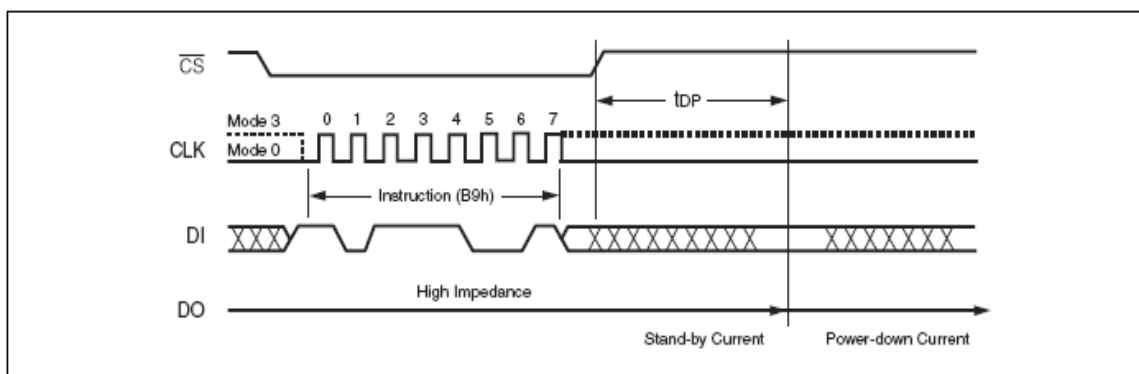 CS
tDP
Mode 3
0 1 2 3 4 5 6 7
CLK
Mode 0
Instruction (B9h)
DI
High Impedance
DO
Stand-by Current
Power-down Current